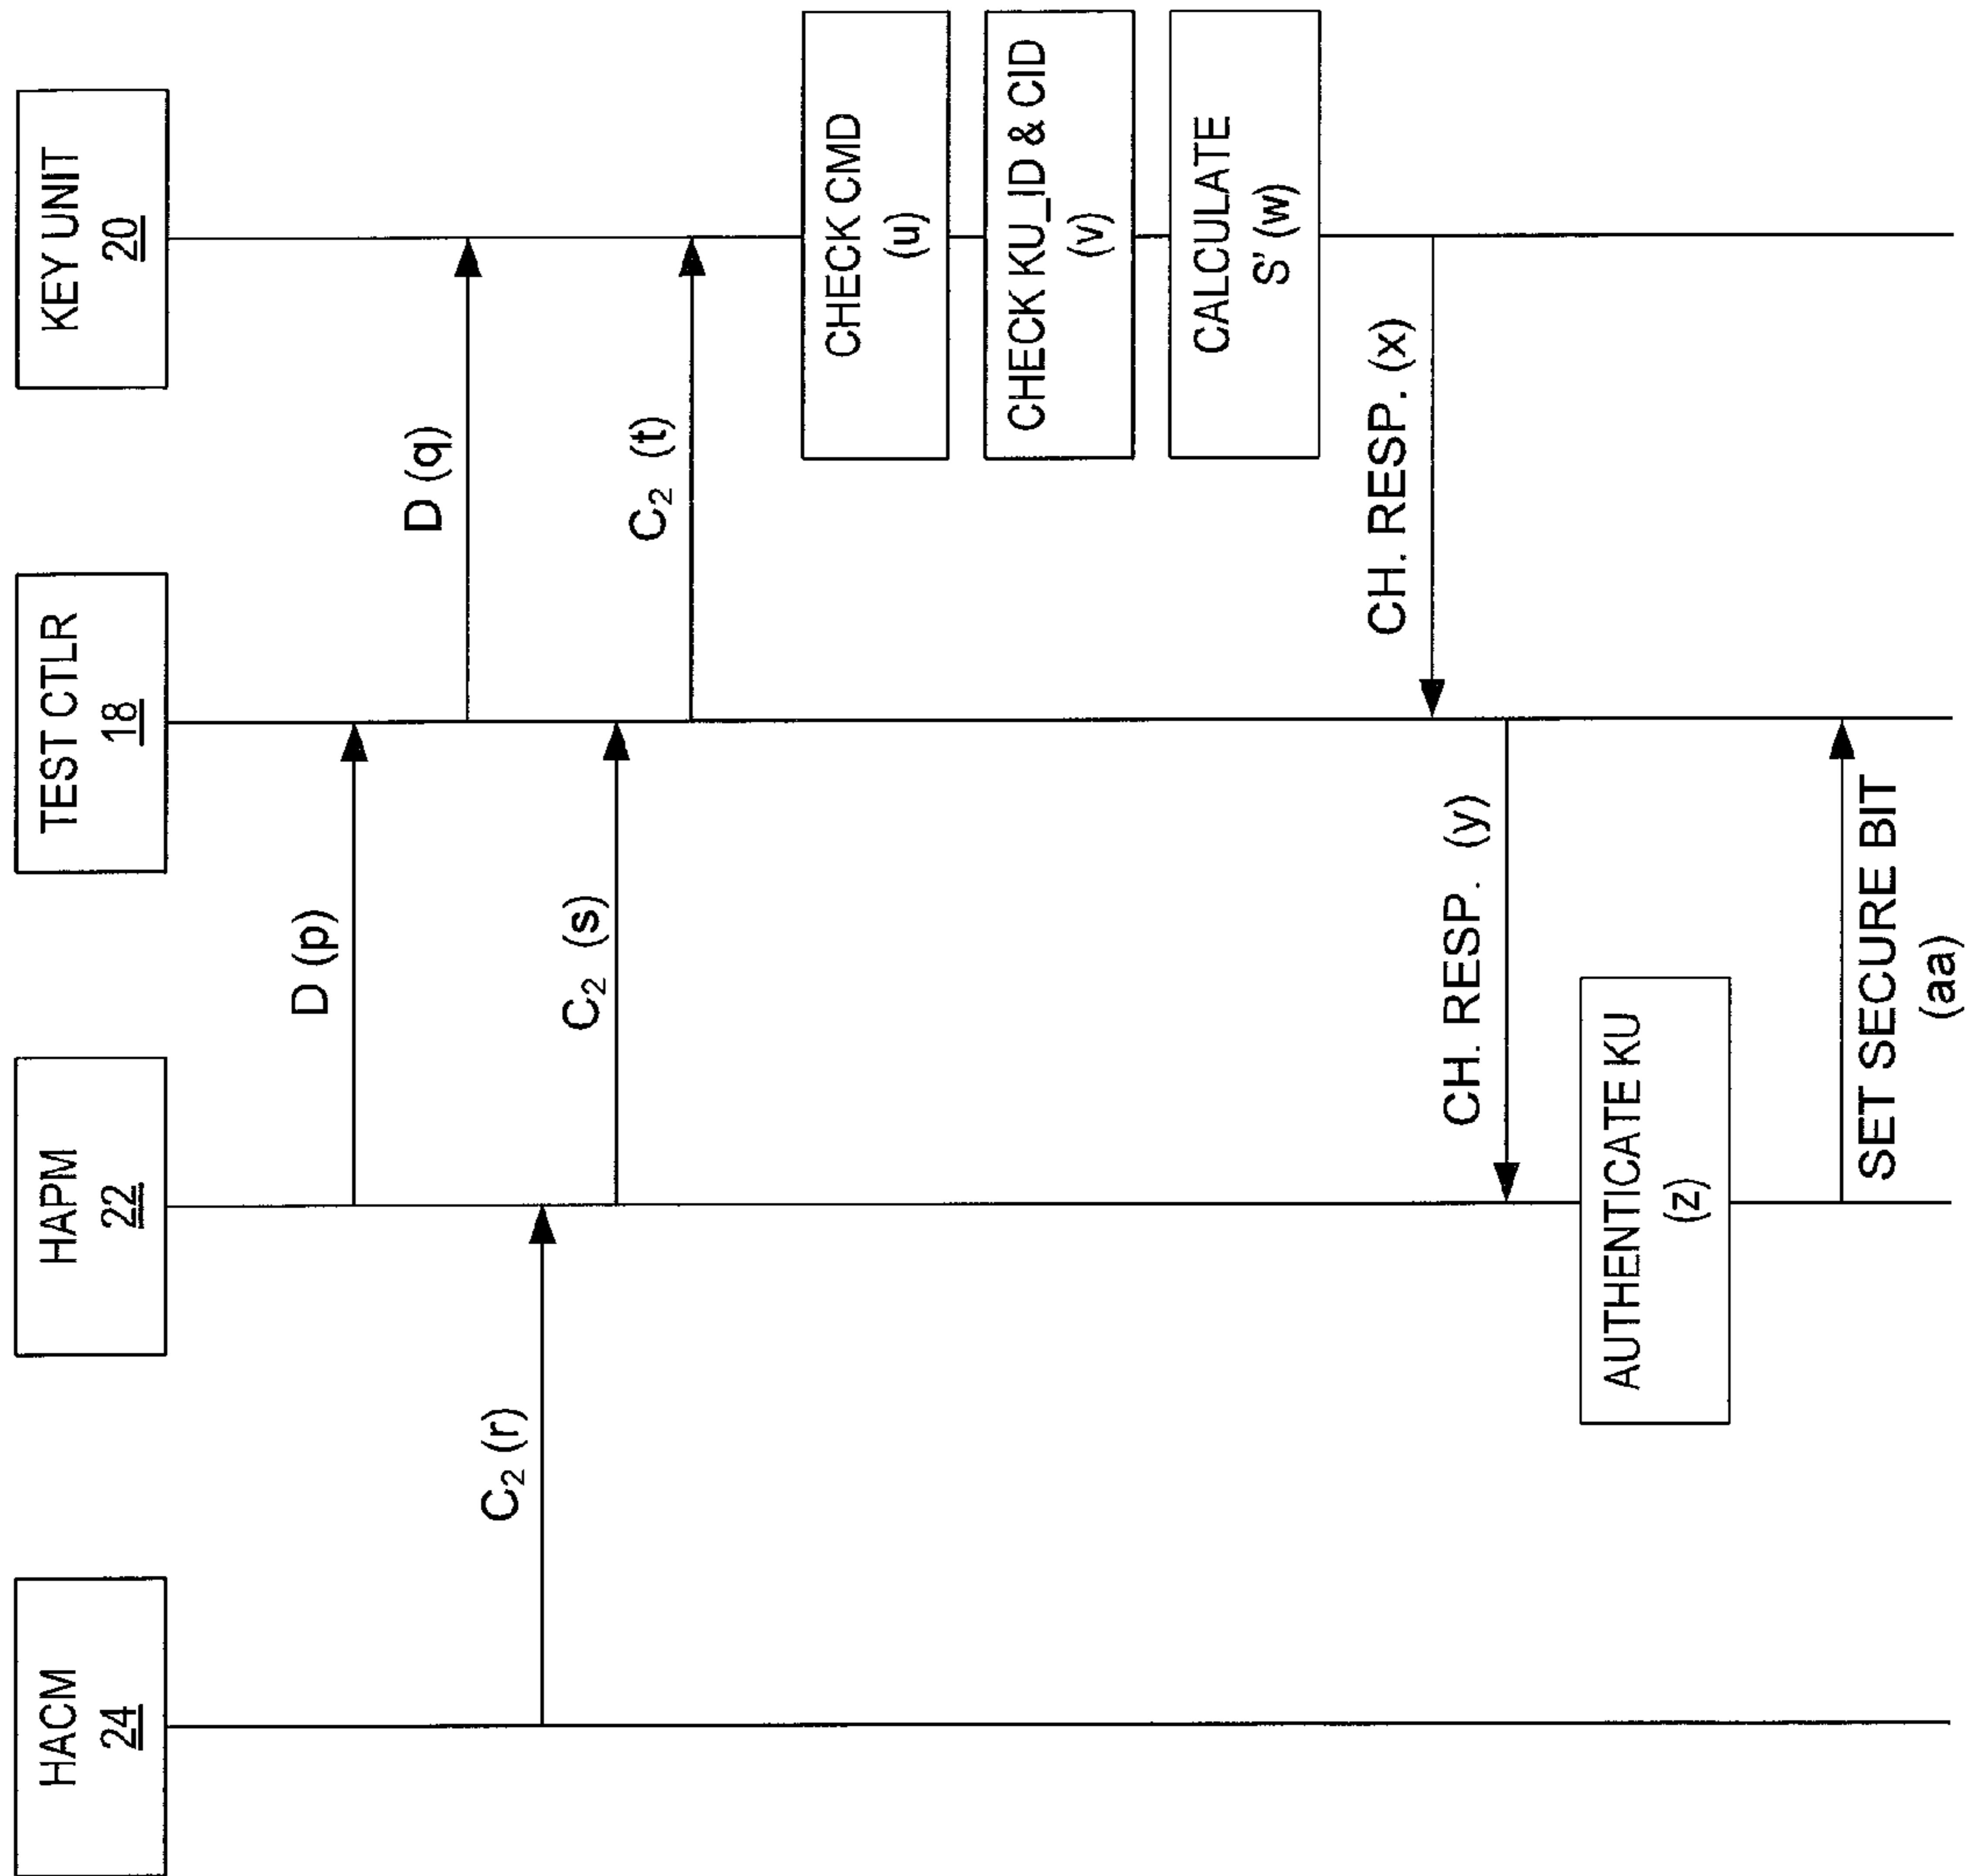 HACM
24
HAPM
22
TEST CTLR
18
KEY UNIT
20
D (p)
D (q)
C₂ (r)
C₂ (s)
C₂ (t)
CHECK CMD
(u)
CHECK KU_ID & CID
(v)
CALCULATE
S' (w)
CH. RESP. (x)
CH. RESP. (y)
AUTHENTICATE KU
(z)
SET SECURE BIT
(aa)